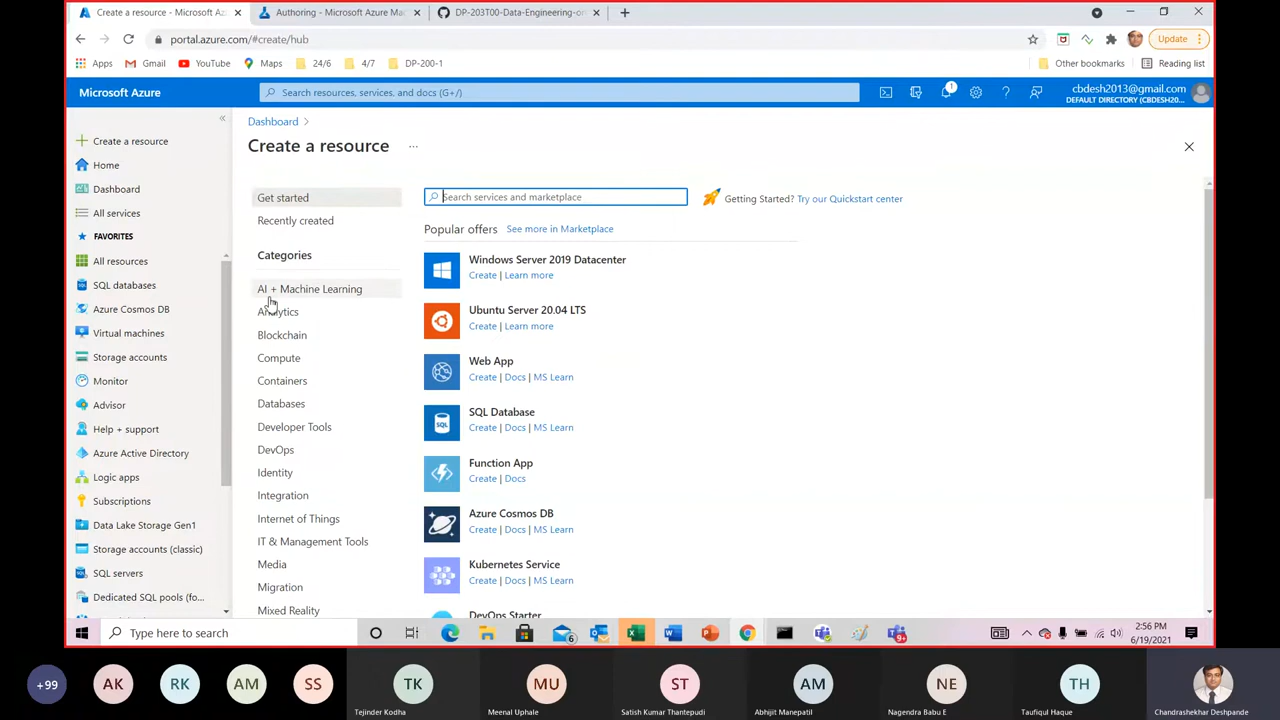 Create a resource - Microsoft Az
Authoring - Microsoft Azure Mac
DP-203T00-Data-Engineering-on
portal.azure.com/#create/hub
Update
Apps
Gmail
YouTube
Maps
24/6
4/7
DP-200-1
Other bookmarks
Reading list
Microsoft Azure
Search resources, services, and docs (G+/)
1
cbdesh2013@gmail.com
DEFAULT DIRECTORY (CBDESH20...
Create a resource
Home
Dashboard
All services
FAVORITES
All resources
SQL databases
Azure Cosmos DB
Virtual machines
Storage accounts
Monitor
Advisor
Help + support
Azure Active Directory
Logic apps
Subscriptions
Data Lake Storage Gen1
Storage accounts (classic)
SQL servers
Dedicated SQL pools (fo...
Dashboard >
Create a resource ...
Get started
Recently created
Categories
AI + Machine Learning
Analytics
Blockchain
Compute
Containers
Databases
Developer Tools
DevOps
Identity
Integration
Internet of Things
IT & Management Tools
Media
Migration
Mixed Reality
Search services and marketplace
Getting Started? Try our Quickstart center
Popular offers See more in Marketplace
Windows Server 2019 Datacenter
Create | Learn more
Ubuntu Server 20.04 LTS
Create | Learn more
Web App
Create | Docs | MS Learn
SQL Database
SQL
Create | Docs | MS Learn
Function App
Create | Docs
Azure Cosmos DB
Create | Docs | MS Learn
Kubernetes Service
Create | Docs | MS Learn
DevOps Starter
Type here to search
6
9+
2:56 PM
6/19/2021
+99
AK
RK
AM
SS
TK
Tejinder Kodha
MU
Meenal Uphale
ST
Satish Kumar Thantepudi
AM
Abhijit Manepatil
NE
Nagendra Babu E
TH
Taufiqul Haque
Chandrashekhar Deshpande